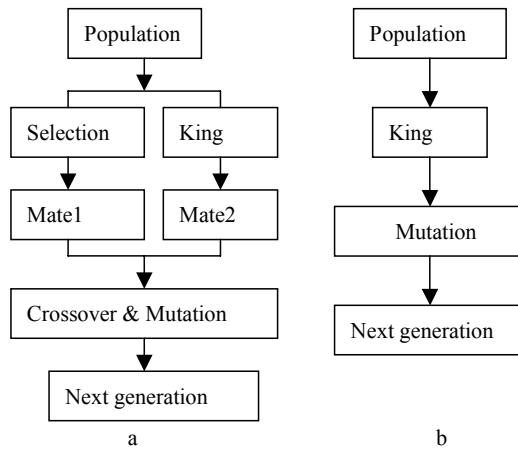 Population
Selection
King
Mate1
Mate2
Crossover & Mutation
Next generation
a
Population
King
Mutation
Next generation
b